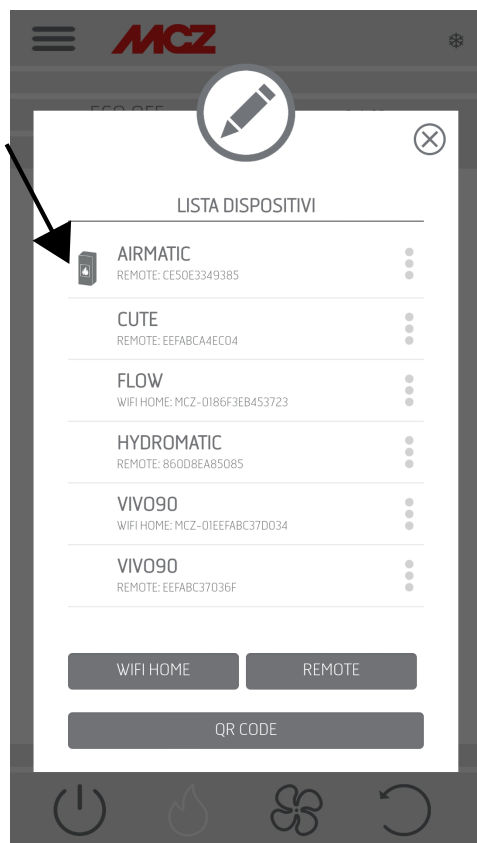 MCZ
LISTA DISPOSITIVI
AIRMATIC
REMOTE: CE50E3349385
CUTE
REMOTE: EEFABCA4EC04
FLOW
WIFI HOME: MCZ-0186F3EB453723
HYDROMATIC
REMOTE: 860D8EA85085
VIVO90
WIFI HOME: MCZ-01EEFABC37D034
VIVO90
REMOTE: EEFABC37036F
WIFI HOME
REMOTE
QR CODE